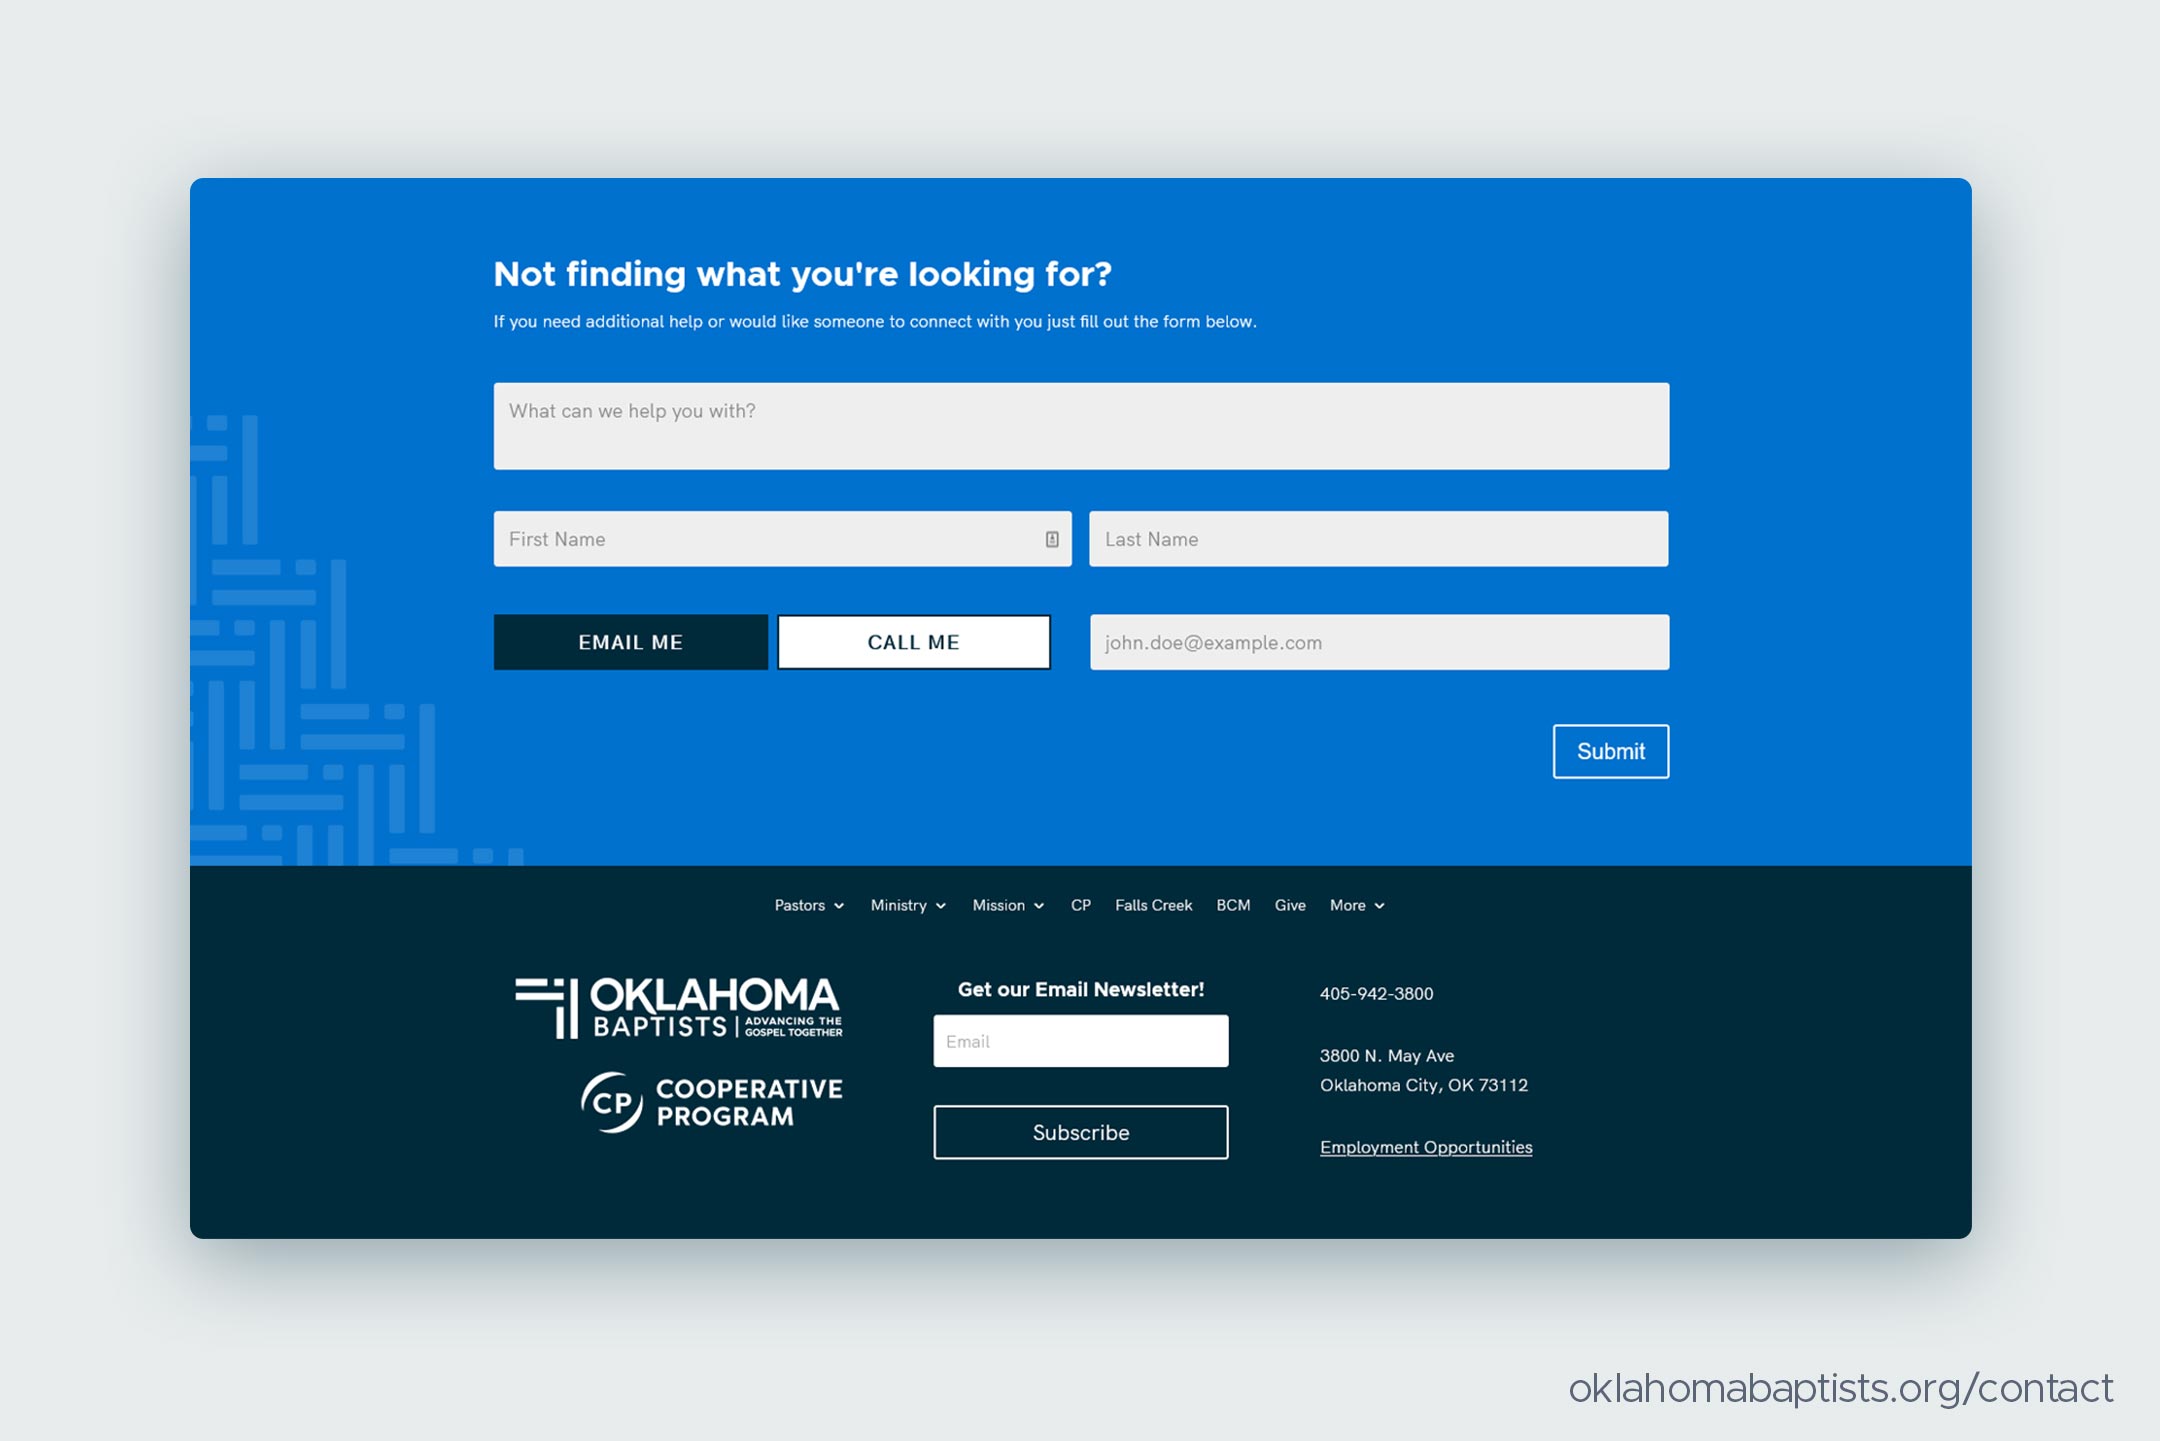 Not finding what you're looking for?
If you need additional help or would like someone to connect with you just fill out the form below.
What can we help you with?
First Name
Last Name
EMAIL ME
CALL ME
john.doe@example.com
Submit
Pastors
Ministry
Mission
CP
Falls Creek
BCM
Give
More
OKLAHOMA
BAPTISTS
ADVANCING THE
GOSPEL TOGETHER
CP
COOPERATIVE
PROGRAM
Get our Email Newsletter!
Email
Subscribe
405-942-3800
3800 N. May Ave
Oklahoma City, OK 73112
Employment Opportunities
oklahomabaptists.org/contact